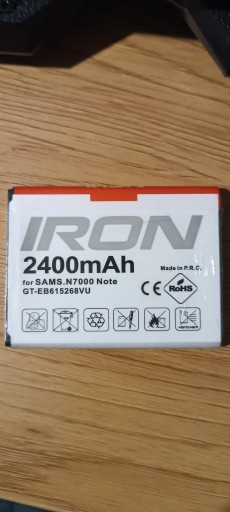 IRON
2400mAh
for SAMS.N7000 Note
GT-EB615268VU
Made in P.R.C.
CE
RoHS